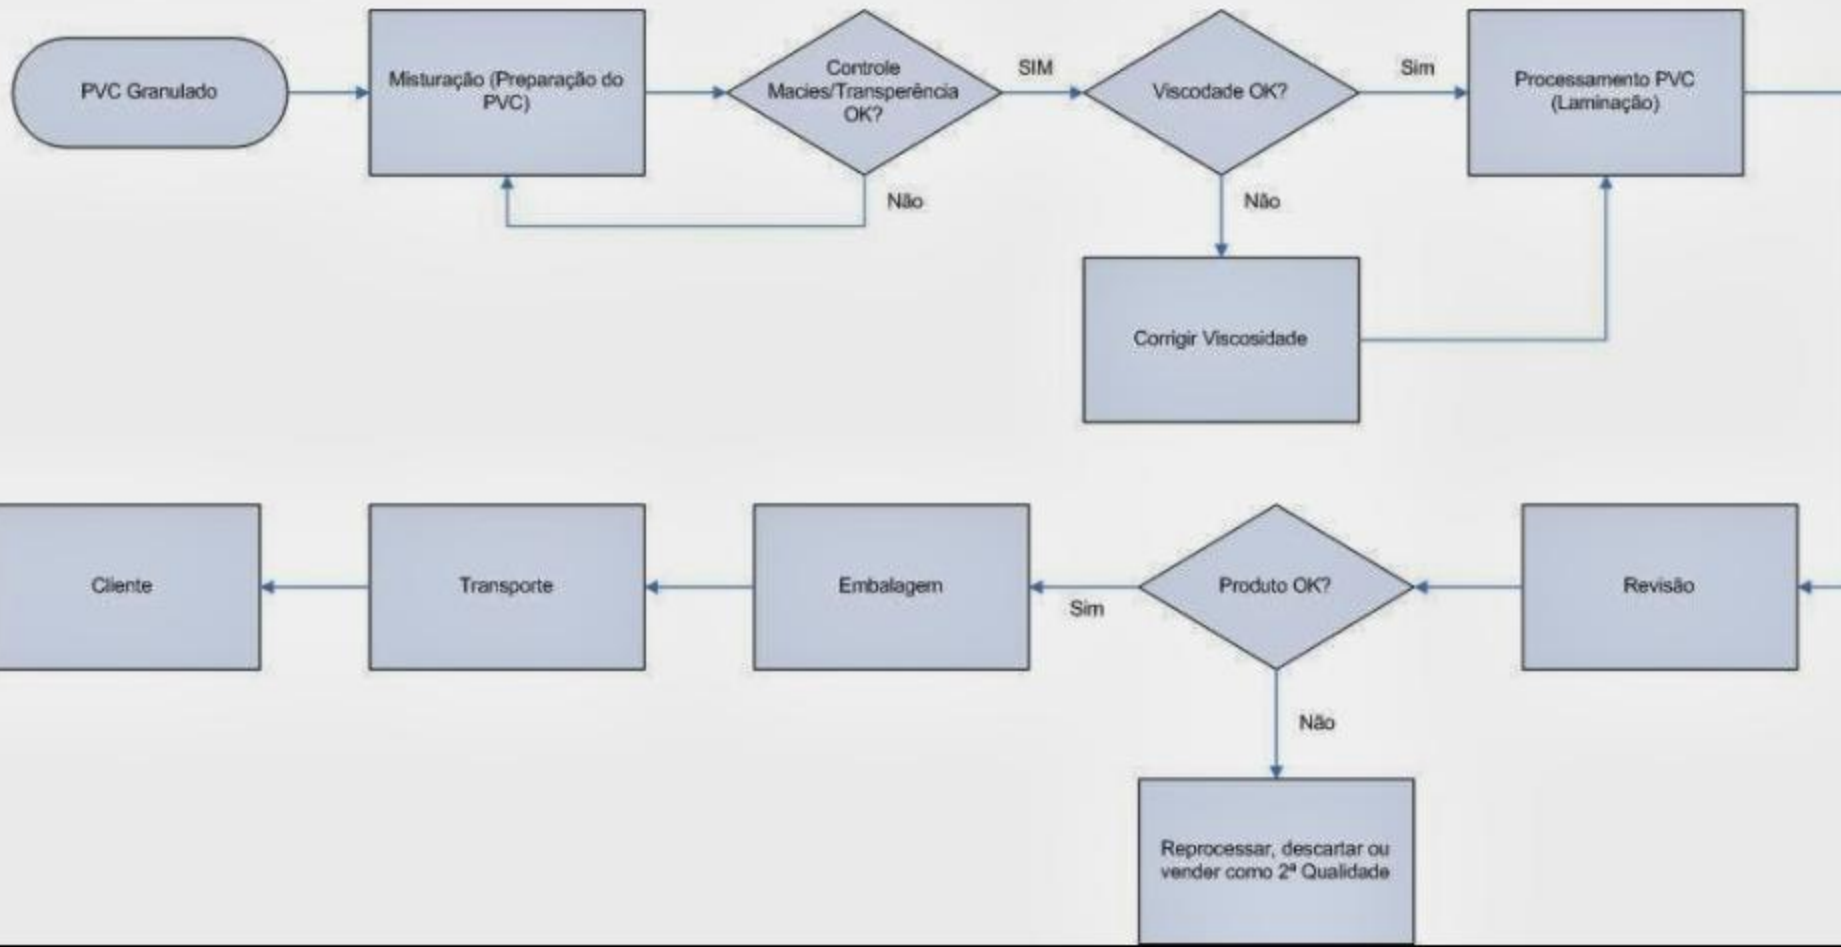 PVC Granulado
Misturação (Preparação do
PVC)
Controle
Macies/Transperência
OK?
SIM
Não
Viscodade OK?
Sim
Não
Processamento PVC
(Laminação)
Corrigir Viscosidade
Cliente
Transporte
Embalagem
Sim
Produto OK?
Revisão
Não
Reprocessar, descartar ou
vender como 2ª Qualidade